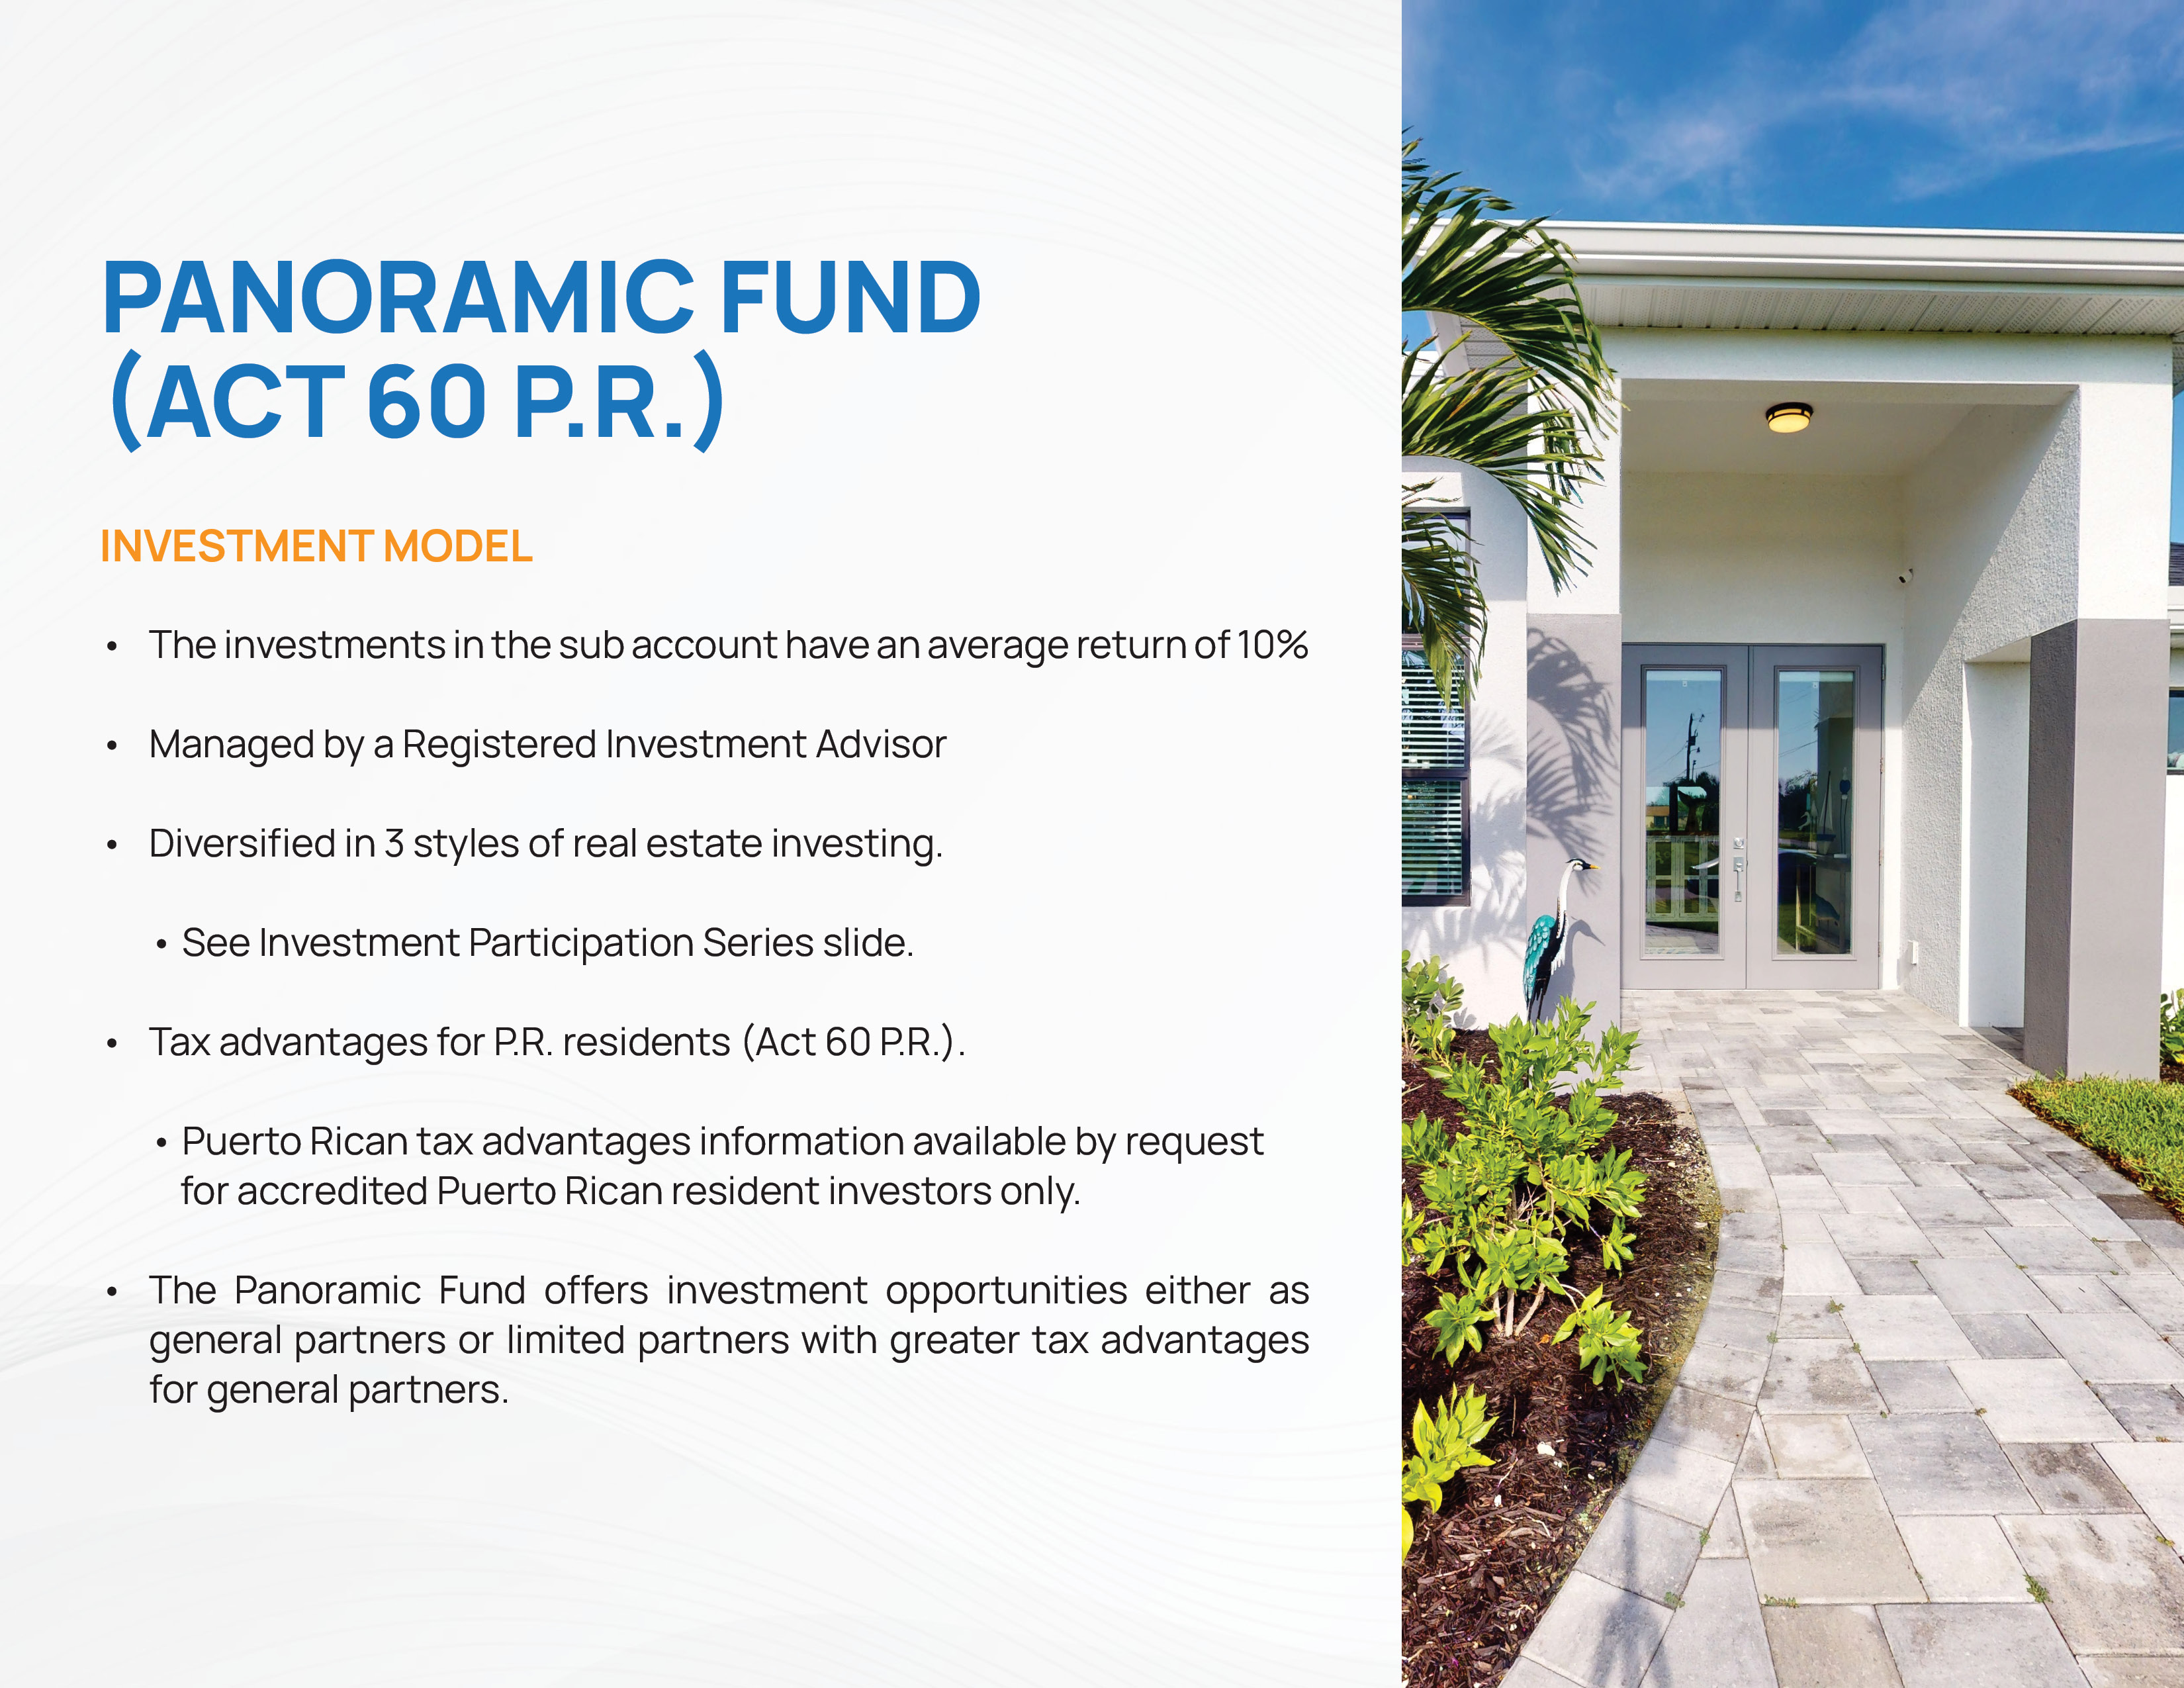 PANORAMIC FUND
(ACT 60 P.R.)
INVESTMENT MODEL
• The investments in the sub account have an average return of 10%
• Managed by a Registered Investment Advisor
• Diversified in 3 styles of real estate investing.
• See Investment Participation Series slide.
• Tax advantages for P.R. residents (Act 60 P.R.).
• Puerto Rican tax advantages information available by request
for accredited Puerto Rican resident investors only.
• The Panoramic Fund offers investment opportunities either as
general partners or limited partners with greater tax advantages
for general partners.